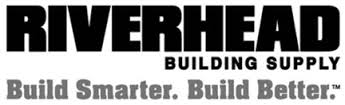 RIVERHEAD
BUILDING SUPPLY
Build Smarter. Build Better.™